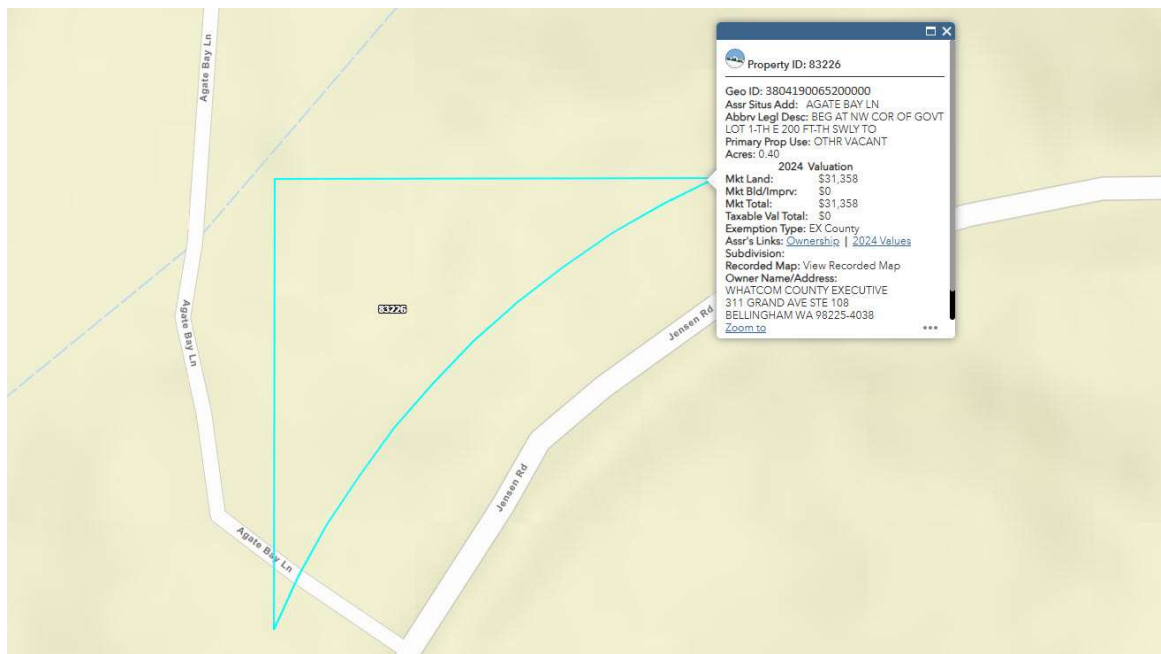 Agate Bay Ln
Agate Bay Ln
Agate Bay Ln
83226
Jensen Rd
Jensen Rd
Property ID: 83226
Geo ID: 3804190065200000
Assr Situs Add: AGATE BAY LN
Abbrv Legl Desc: BEG AT NW COR OF GOVT
LOT 1-TH E 200 FT-TH SWLY TO
Primary Prop Use: OTHR VACANT
Acres: 0.40
2024 Valuation
Mkt Land: $31,358
Mkt Bld/Imprv: $0
Mkt Total: $31,358
Taxable Val Total: $0
Exemption Type: EX County
Assr's Links: Ownership | 2024 Values
Subdivision:
Recorded Map: View Recorded Map
Owner Name/Address:
WHATCOM COUNTY EXECUTIVE
311 GRAND AVE STE 108
BELLINGHAM WA 98225-4038
Zoom to